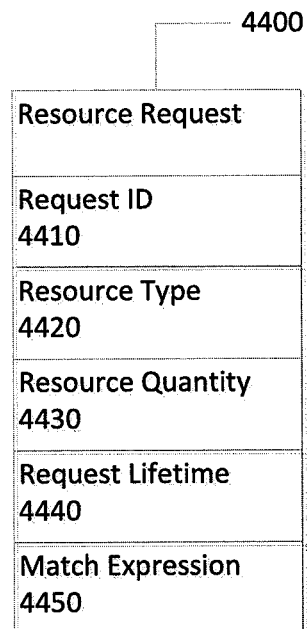 4400
Resource Request
Request ID
4410
Resource Type
4420
Resource Quantity
4430
Request Lifetime
4440
Match Expression
4450